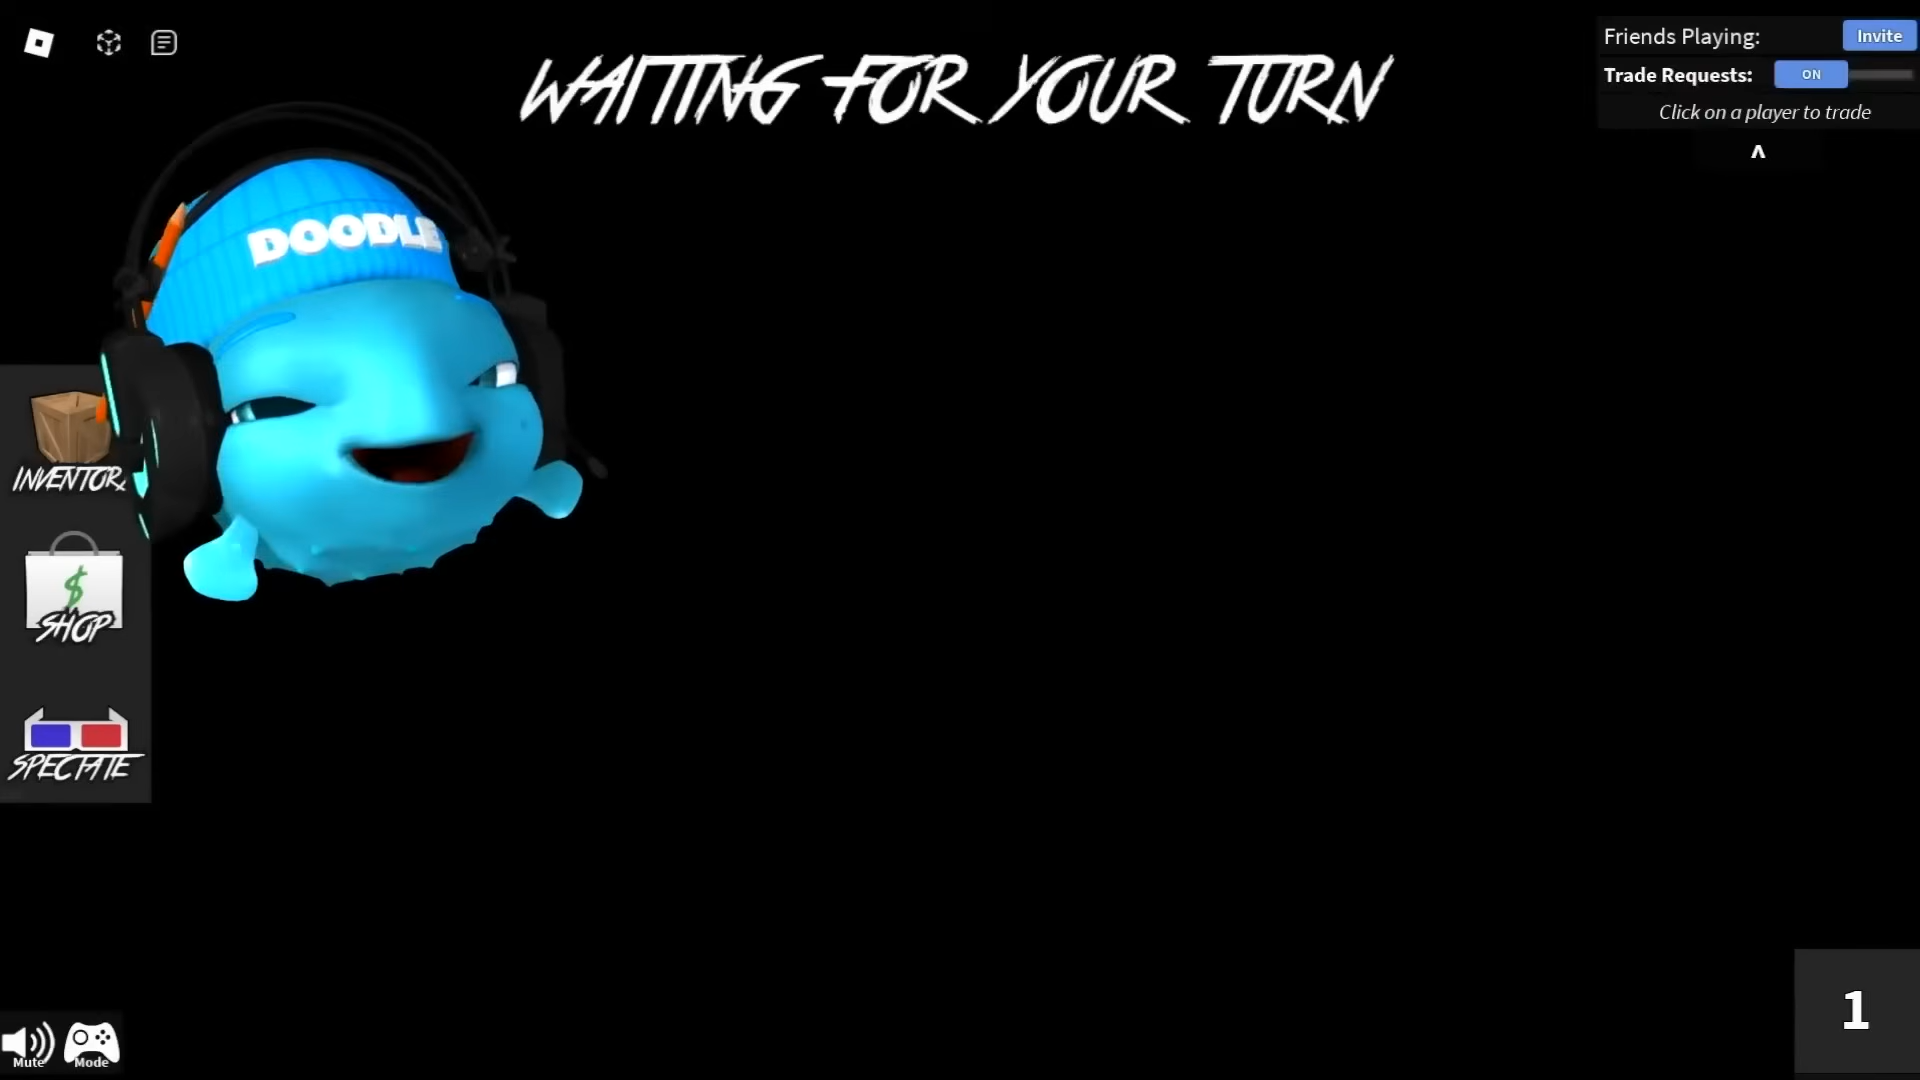 WAITING FOR YOUR TURN
Friends Playing:
Invite
Trade Requests:
ON
Click on a player to trade
DOODLE
INVENTORY
SHOP
SPECTATE
Mute
Mode
1